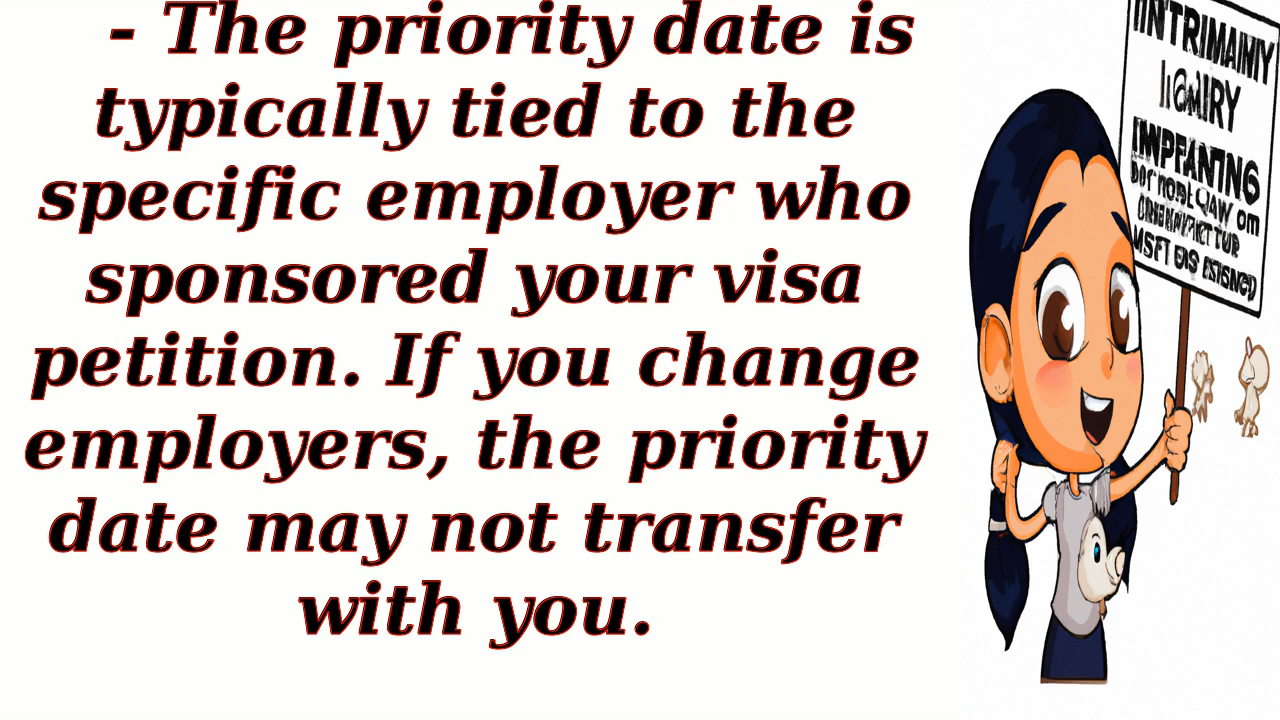 - The priority date is
typically tied to the
specific employer who
sponsored your visa
petition. If you change
employers, the priority
date may not transfer
with you.